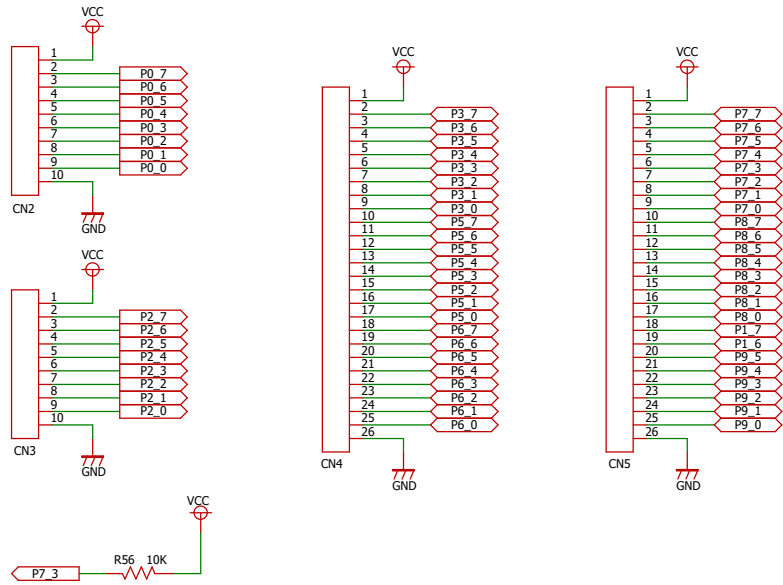 VCC
1
2 P0_7
3 P0_6
4 P0_5
5 P0_4
6 P0_3
7 P0_2
8 P0_1
9 P0_0
10
CN2
GND
VCC
1
2 P2_7
3 P2_6
4 P2_5
5 P2_4
6 P2_3
7 P2_2
8 P2_1
9 P2_0
10
CN3
GND
VCC
1
2 P3_7
3 P3_6
4 P3_5
5 P3_4
6 P3_3
7 P3_2
8 P3_1
9 P3_0
10 P5_7
11 P5_6
12 P5_5
13 P5_4
14 P5_3
15 P5_2
16 P5_1
17 P5_0
18 P6_7
19 P6_6
20 P6_5
21 P6_4
22 P6_3
23 P6_2
24 P6_1
25 P6_0
26
CN4
GND
VCC
1
2 P7_7
3 P7_6
4 P7_5
5 P7_4
6 P7_3
7 P7_2
8 P7_1
9 P7_0
10 P8_7
11 P8_6
12 P8_5
13 P8_4
14 P8_3
15 P8_2
16 P8_1
17 P8_0
18 P1_7
19 P1_6
20 P9_5
21 P9_4
22 P9_3
23 P9_2
24 P9_1
25 P9_0
26
CN5
GND
VCC
R56 10K
P7_3